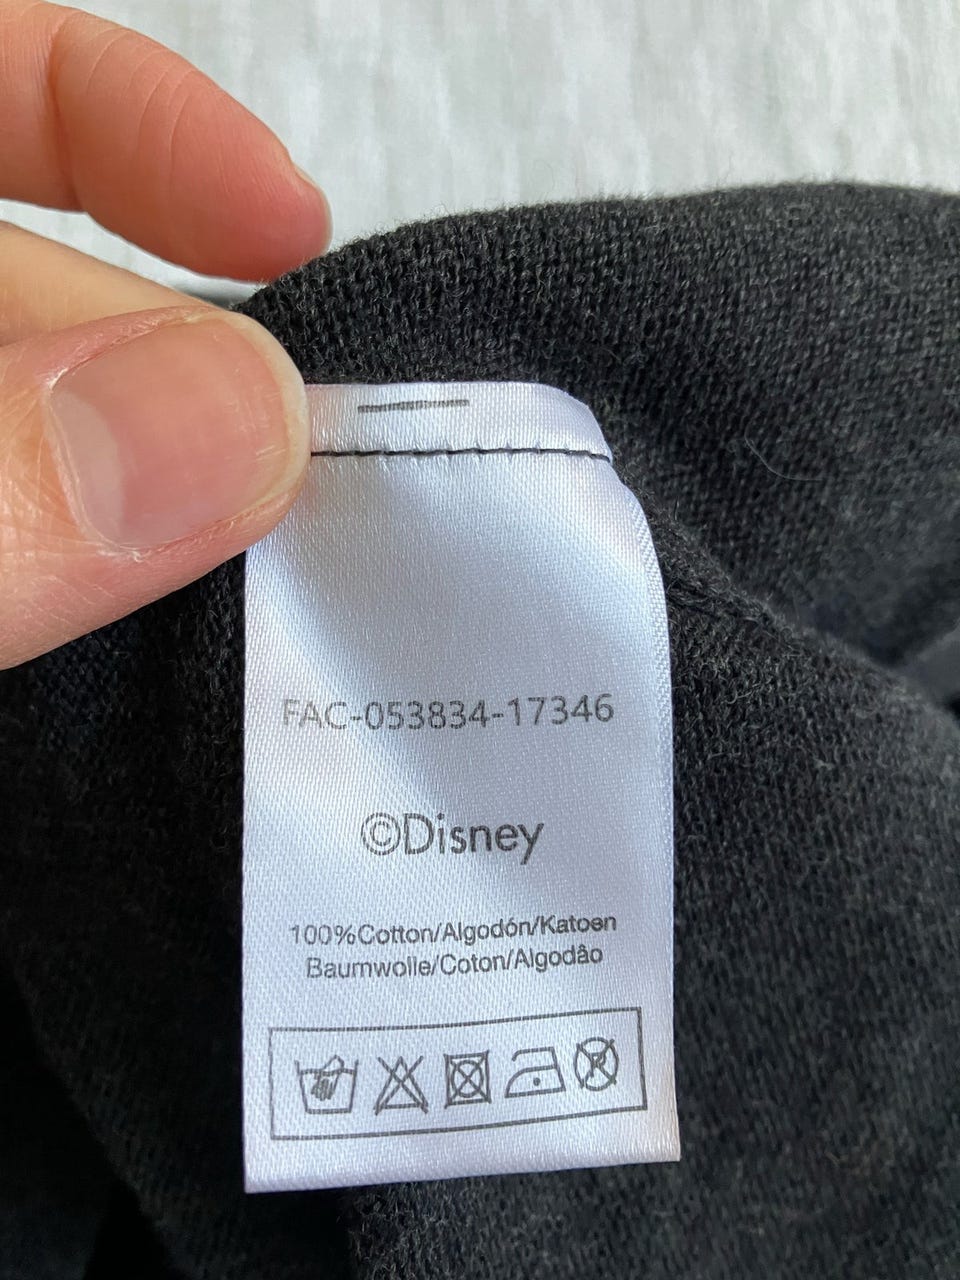 FAC-053834-17346
©Disney
100%Cotton/Algodón/Katoen
Baumwolle/Coton/Algodâo